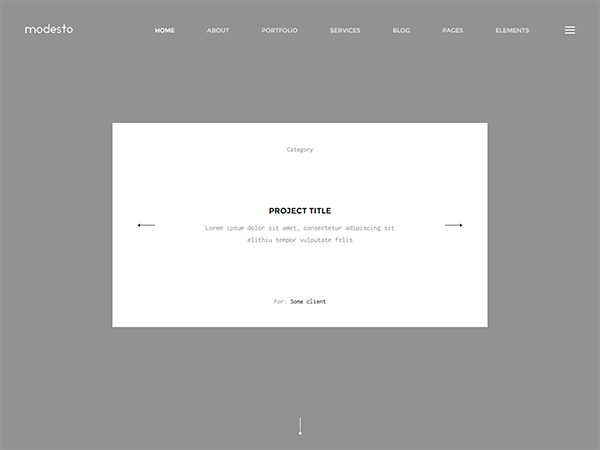 modesto
HOME ABOUT PORTFOLIO SERVICES BLOG PAGES ELEMENTS
Category
PROJECT TITLE
Lorem ipsum dolor sit amet, consectetur adipiscing sit
elithiu tempor vulputate felis
For: Some client